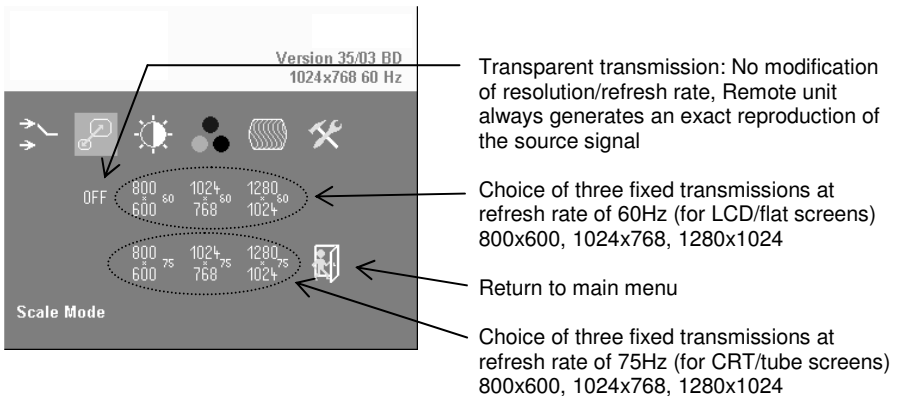 Version 35/03 BD
1024x768 60 Hz
OFF
800
×
600
60
1024
×
768
60
1280
×
1024
60
800
×
600
75
1024
×
768
75
1280
×
1024
75
Scale Mode
Transparent transmission: No modification
of resolution/refresh rate, Remote unit
always generates an exact reproduction of
the source signal
Choice of three fixed transmissions at
refresh rate of 60Hz (for LCD/flat screens)
800x600, 1024x768, 1280x1024
Return to main menu
Choice of three fixed transmissions at
refresh rate of 75Hz (for CRT/tube screens)
800x600, 1024x768, 1280x1024